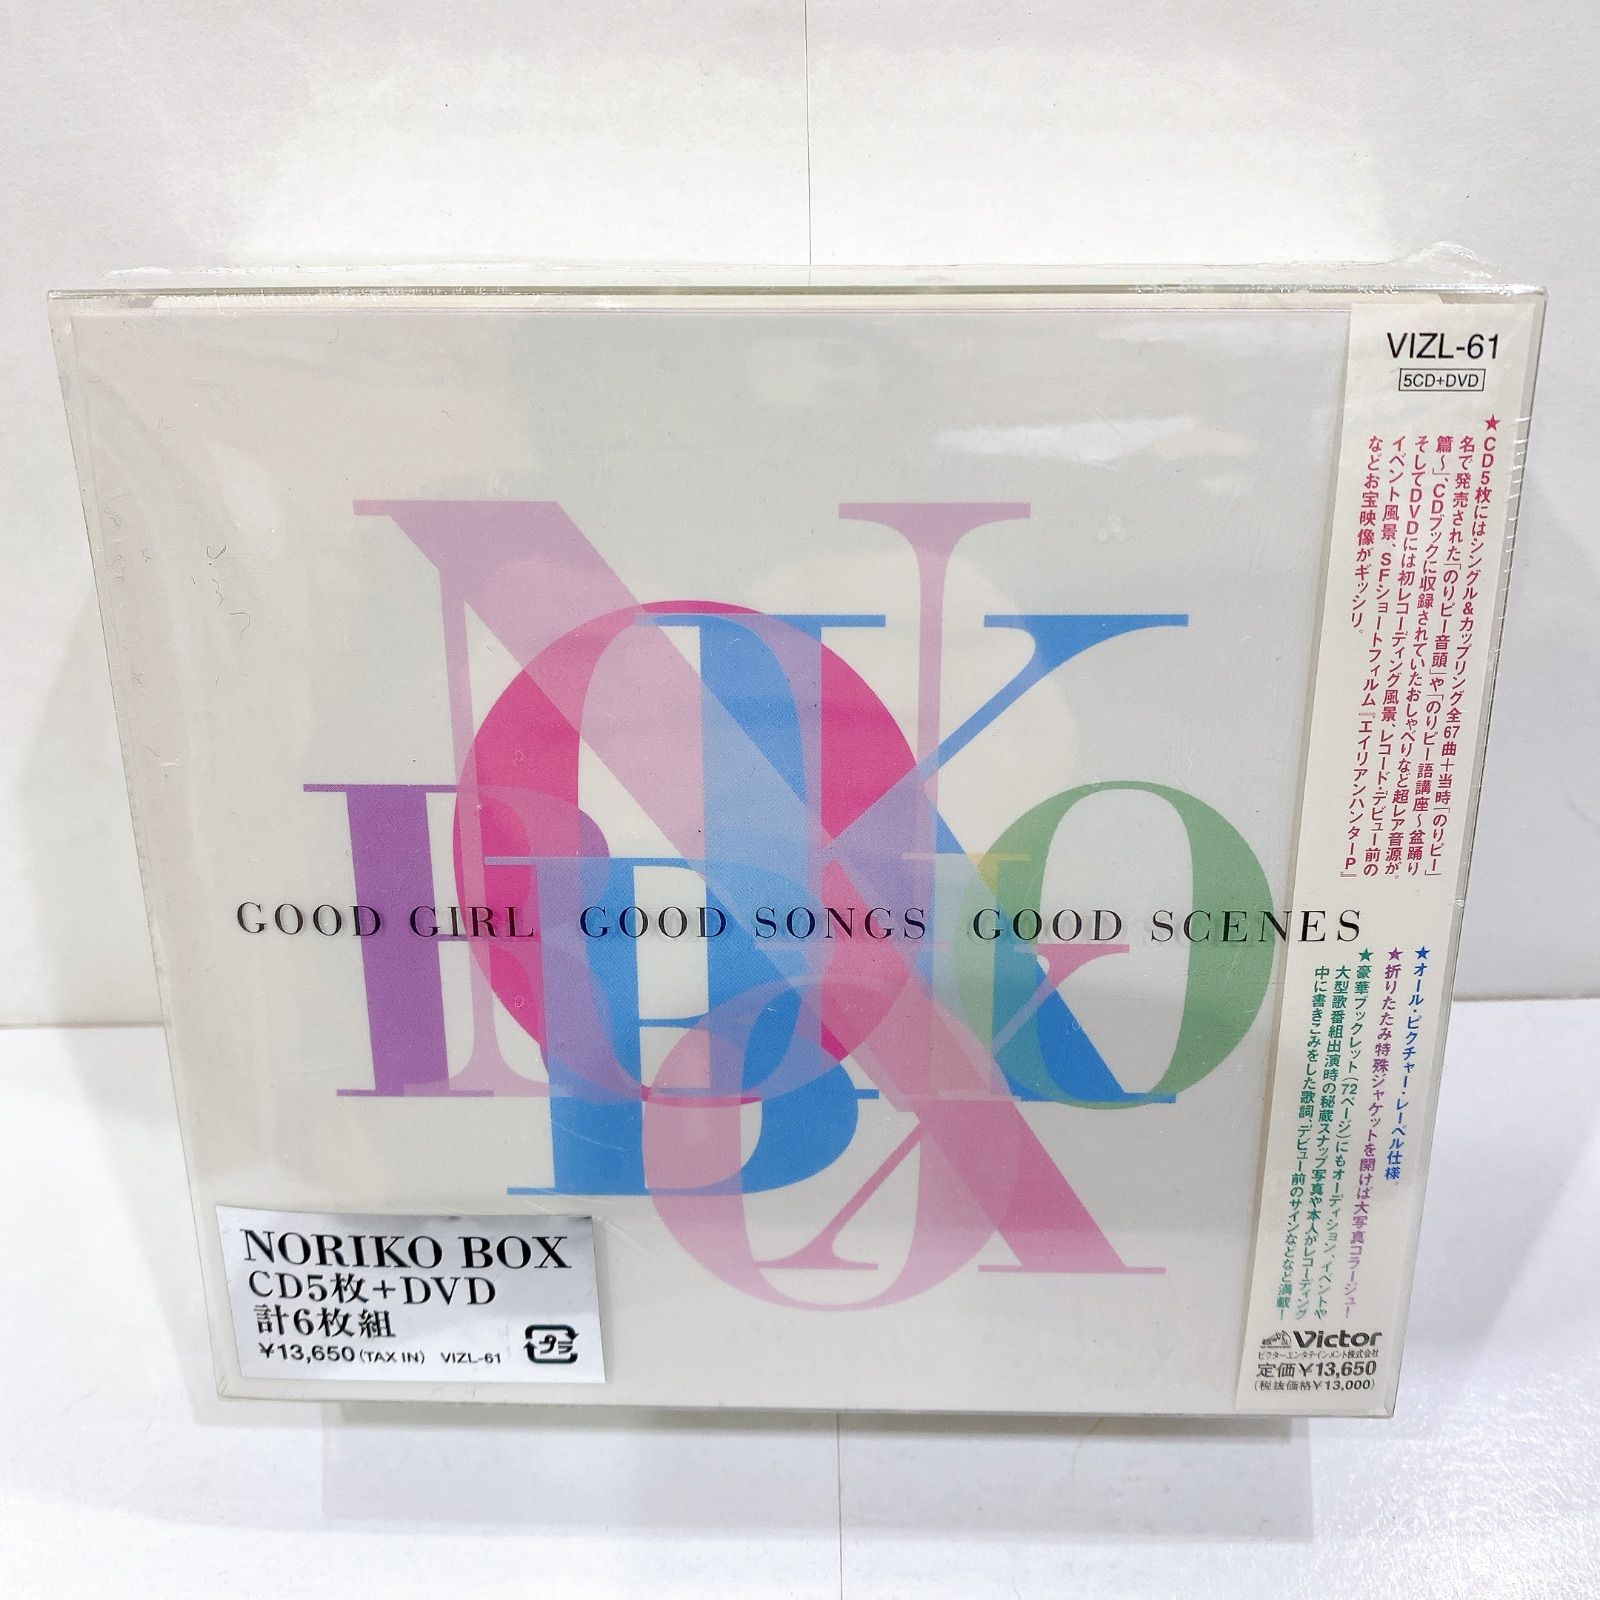 GOOD GIRL GOOD SONGS GOOD SCENES
NORIKO BOX
CD5枚+DVD
計6枚組
¥13,650(TAX IN) VIZL-61
プラ
VIZL-61
5CD+DVD
★CD5枚にはシングル&カップリング全67曲+当時「のりピー」
名で発売された「のりピー音頭」や「のりピー語講座〜盆踊り
篇〜」、CDブックに収録されていたおしゃべりなど超レア音源が。
そしてDVDには初レコーディング風景、レコード・デビュー前の
イベント風景、SFショートフィルム『エイリアンハンターP』
などお宝映像がギッシリ。
★オール・ピクチャー・レーベル仕様。
★折りたたみ特殊ジャケットを開けば大写真コラージュ!
★豪華ブックレット(72ページ)にもオーディション、イベントや
大型歌番組出演時の秘蔵スナップ写真や本人がレコーディング
中に書きこみをした歌詞、デビュー前のサインなどなど満載!
Victor
ビクターエンタテインメント株式会社
定価¥13,650
(税抜価格¥13,000)